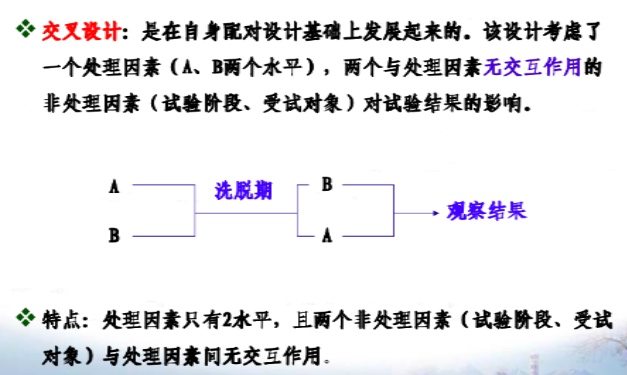 交叉设计：是在自身配对设计基础上发展起来的。该设计考虑了
一个处理因素（A、B两个水平），两个与处理因素无交互作用的
非处理因素（试验阶段、受试对象）对试验结果的影响。
A 洗脱期 B
观察结果
B A
特点：处理因素只有2水平，且两个非处理因素（试验阶段、受试
对象）与处理因素间无交互作用。